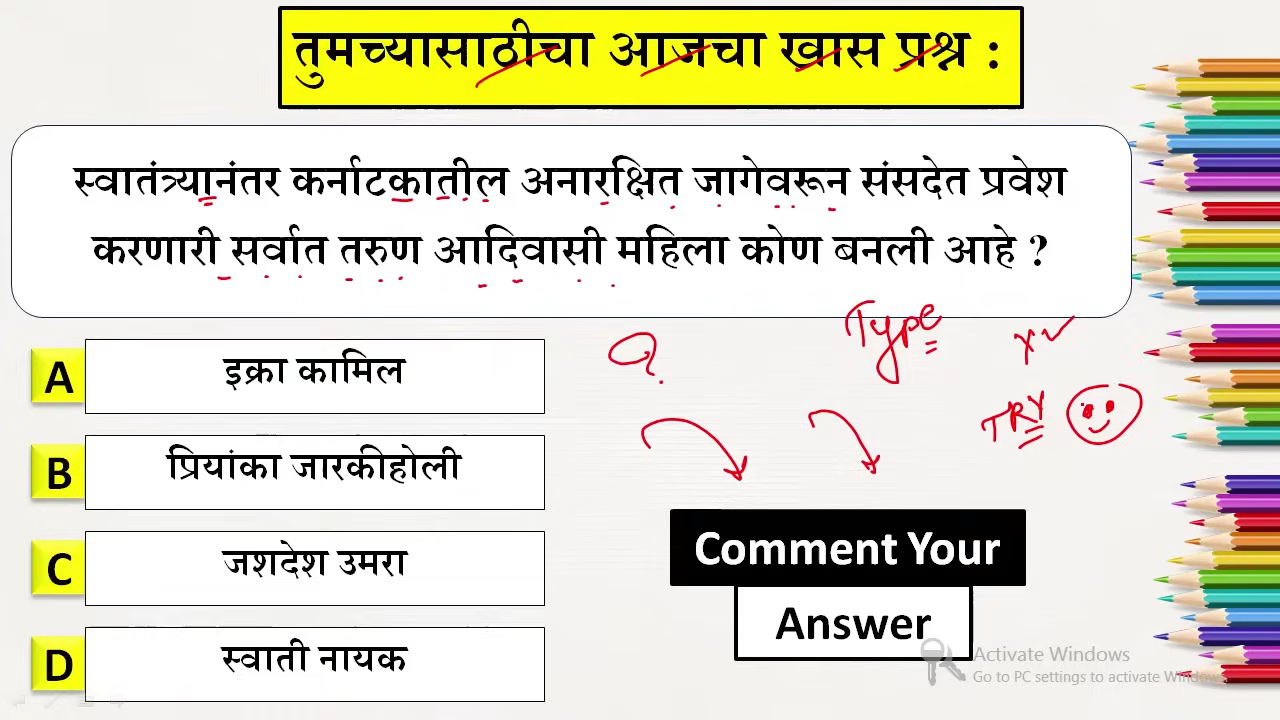 तुमच्यासाठीचा आजचा खास प्रश्न :
स्वातंत्र्यानंतर कर्नाटकातील अनारक्षित जागेवरून संसदेत प्रवेश
करणारी सर्वात तरुण आदिवासी महिला कोण बनली आहे ?
A इक्रा कामिल
B प्रियांका जारकीहोली
C जशदेश उमरा
D स्वाती नायक
Q.
Type
TRY
Comment Your
Answer
Activate Windows
Go to PC settings to activate Windows.